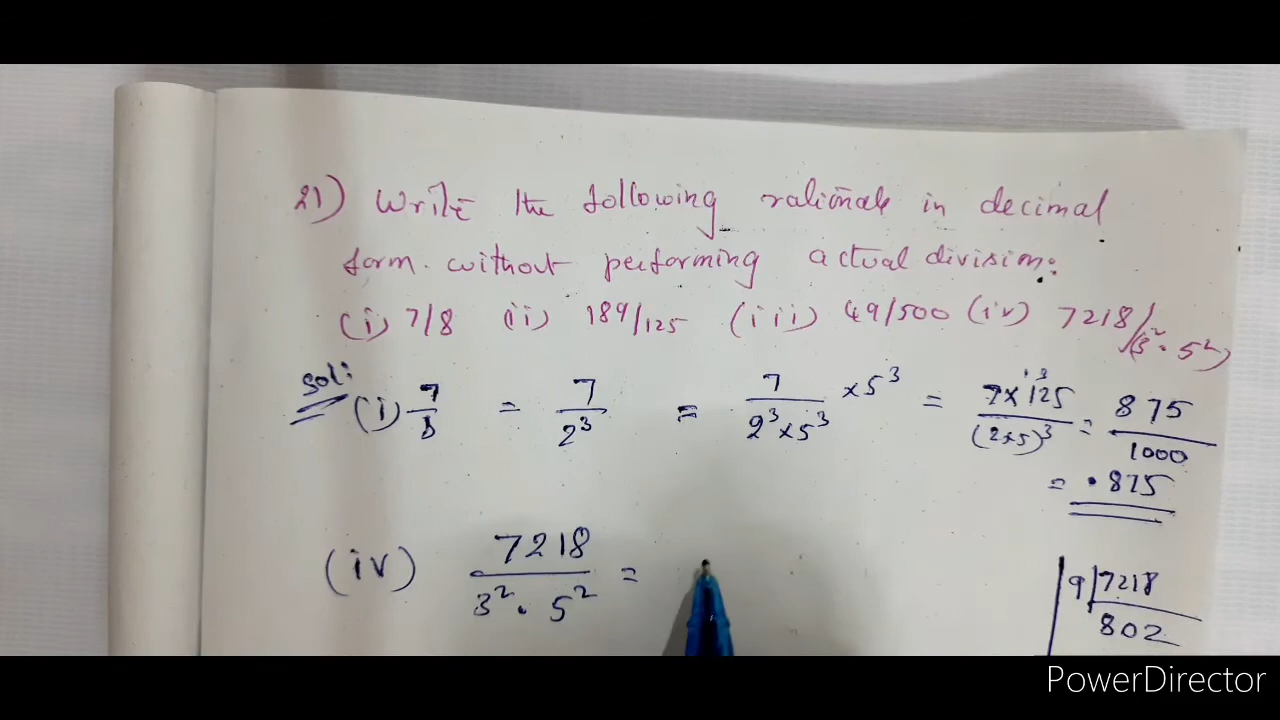 21) Write the following rationals in decimal
form. without performing actual division:
(i) 7/8 (ii) 189/125 (iii) 49/500 (iv) 7218/(3²·5²)
Sol: (i) 7/8 = 7/2³ = 7/2³×5³ ×5³ = 7×125/(2×5)³ = 875/1000
= .875
(iv) 7218/3²·5² =
9 7218
802
PowerDirector